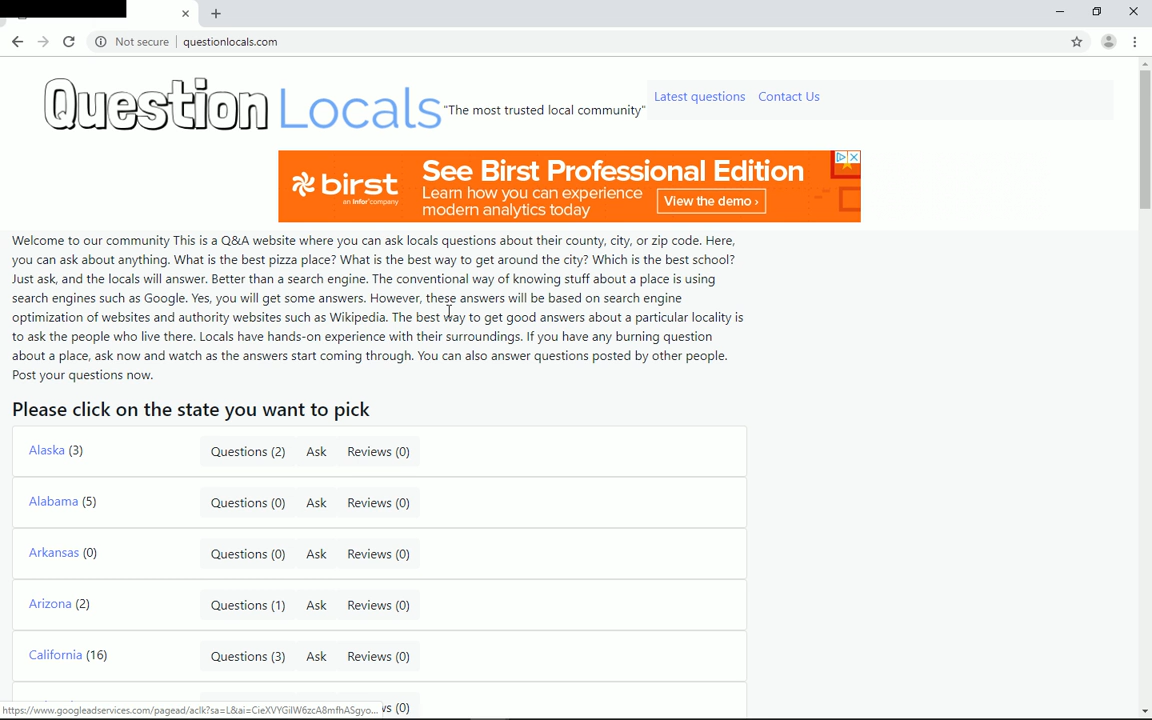 Not secure questionlocals.com
Question Locals "The most trusted local community" Latest questions Contact Us
birst
an infor company
See Birst Professional Edition
Learn how you can experience
modern analytics today
View the demo ›
Welcome to our community This is a Q&A website where you can ask locals questions about their county, city, or zip code. Here,
you can ask about anything. What is the best pizza place? What is the best way to get around the city? Which is the best school?
Just ask, and the locals will answer. Better than a search engine. The conventional way of knowing stuff about a place is using
search engines such as Google. Yes, you will get some answers. However, these answers will be based on search engine
optimization of websites and authority websites such as Wikipedia. The best way to get good answers about a particular locality is
to ask the people who live there. Locals have hands-on experience with their surroundings. If you have any burning question
about a place, ask now and watch as the answers start coming through. You can also answer questions posted by other people.
Post your questions now.
Please click on the state you want to pick
Alaska (3) Questions (2) Ask Reviews (0)
Alabama (5) Questions (0) Ask Reviews (0)
Arkansas (0) Questions (0) Ask Reviews (0)
Arizona (2) Questions (1) Ask Reviews (0)
California (16) Questions (3) Ask Reviews (0)
https://www.googleadservices.com/pagead/aclk?sa=L&ai=CieXVYGilW6zcA8mfhASgyo... ws (0)